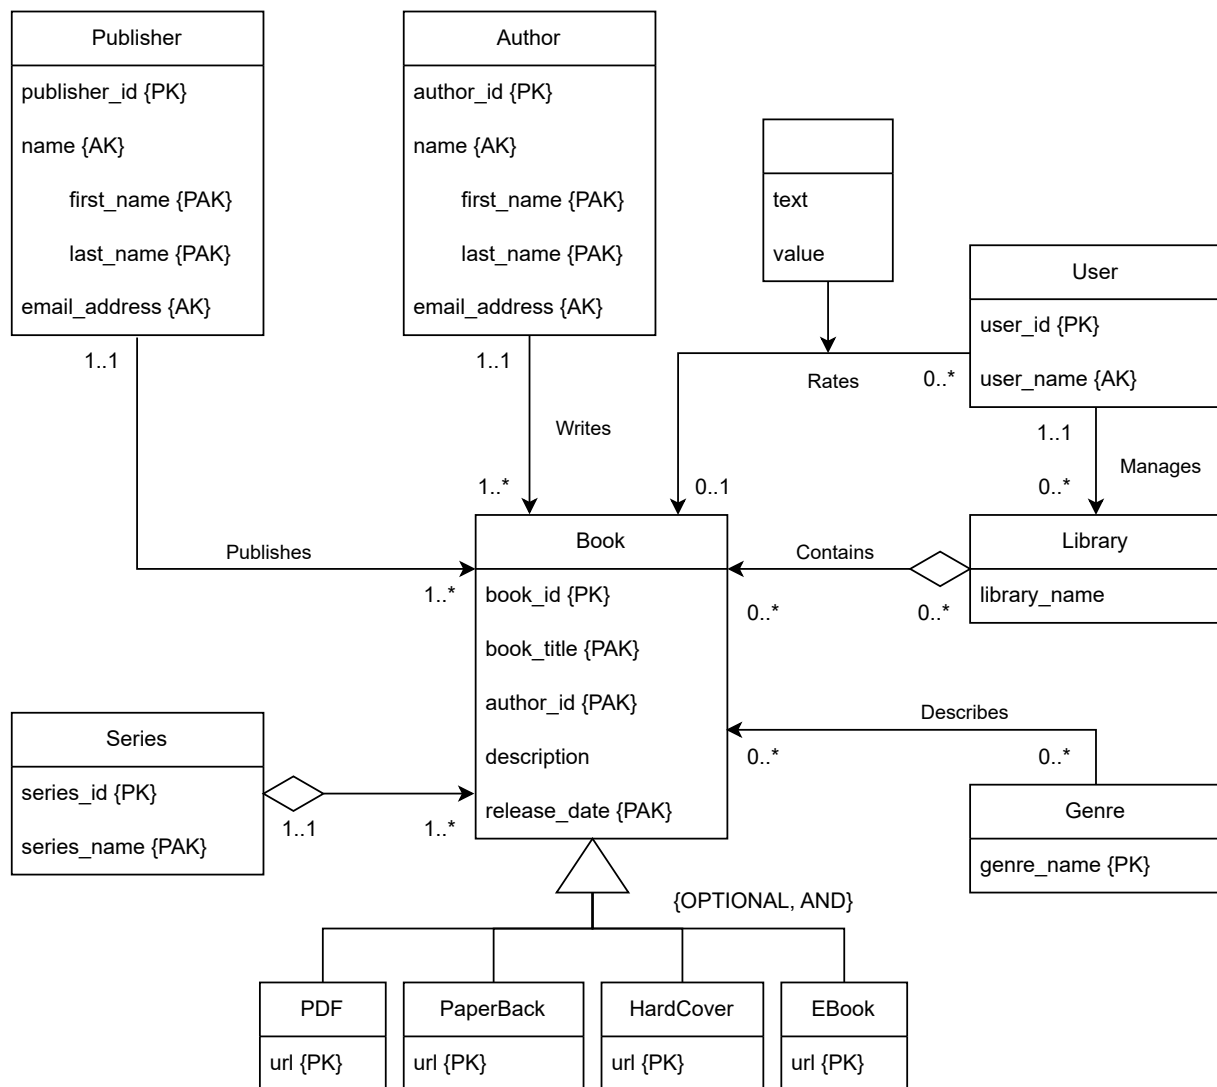 Publisher
publisher_id {PK}
name {AK}
first_name {PAK}
last_name {PAK}
email_address {AK}
1..1
Author
author_id {PK}
name {AK}
first_name {PAK}
last_name {PAK}
email_address {AK}
1..1
Writes
1..*
text
value
Rates
0..*
0..1
User
user_id {PK}
user_name {AK}
1..1
Manages
0..*
Publishes
1..*
Book
book_id {PK}
book_title {PAK}
author_id {PAK}
description
release_date {PAK}
Contains
0..*
0..*
Library
library_name
Describes
0..*
0..*
Genre
genre_name {PK}
Series
series_id {PK}
series_name {PAK}
1..1
1..*
{OPTIONAL, AND}
PDF
url {PK}
PaperBack
url {PK}
HardCover
url {PK}
EBook
url {PK}